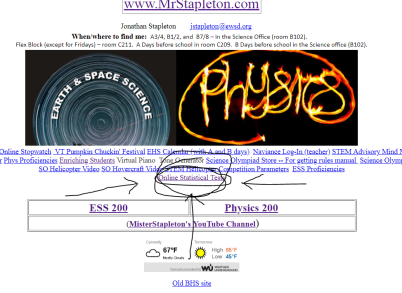 www.MrStapleton.com
Jonathan Stapleton jstapleton@ewsd.org
When/where to find me: A3/4, B1/2, and B7/8 – in the Science Office (room B102).
Flex Block (except for Fridays) – room C211. A Days before school in room C209. B Days before school in the Science office (B102).
EARTH & SPACE SCIENCE
Physics
Online Stopwatch VT Pumpkin Chuckin' Festival EHS Calendar (with A and B days) Naviance Log-In (teacher) STEM Advisory Mind
Phys Proficiencies Enriching Students Virtual Piano Tone Generator Science Olympiad Store -- For getting rules manual Science
SO Helicopter Video SO Hovercraft Video STEM Helicopter Competition Parameters ESS Proficiencies
Online Statistical
ESS 200 Physics 200
(MisterStapleton's YouTube Channel)
Currently Tomorrow
67°F
Mostly Cloudy
High 68°F
Low 45°F
WU
Old BHS site